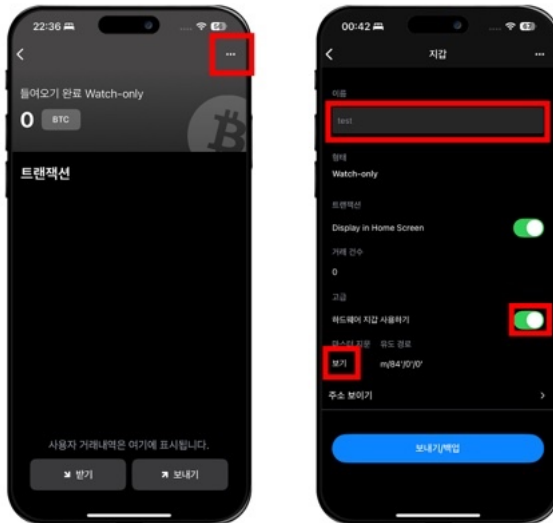 22:36
...
들여오기 완료 Watch-only
0 BTC
트랜잭션
사용자 거래내역은 여기에 표시됩니다.
받기
보내기
00:42
63
지갑
...
이름
test
형태
Watch-only
트랜잭션
Display in Home Screen
거래 건수
0
고급
하드웨어 지갑 사용하기
마스터 지문 유도 경로
보기 m/84'/0'/0'
주소 보이기
보내기/백업